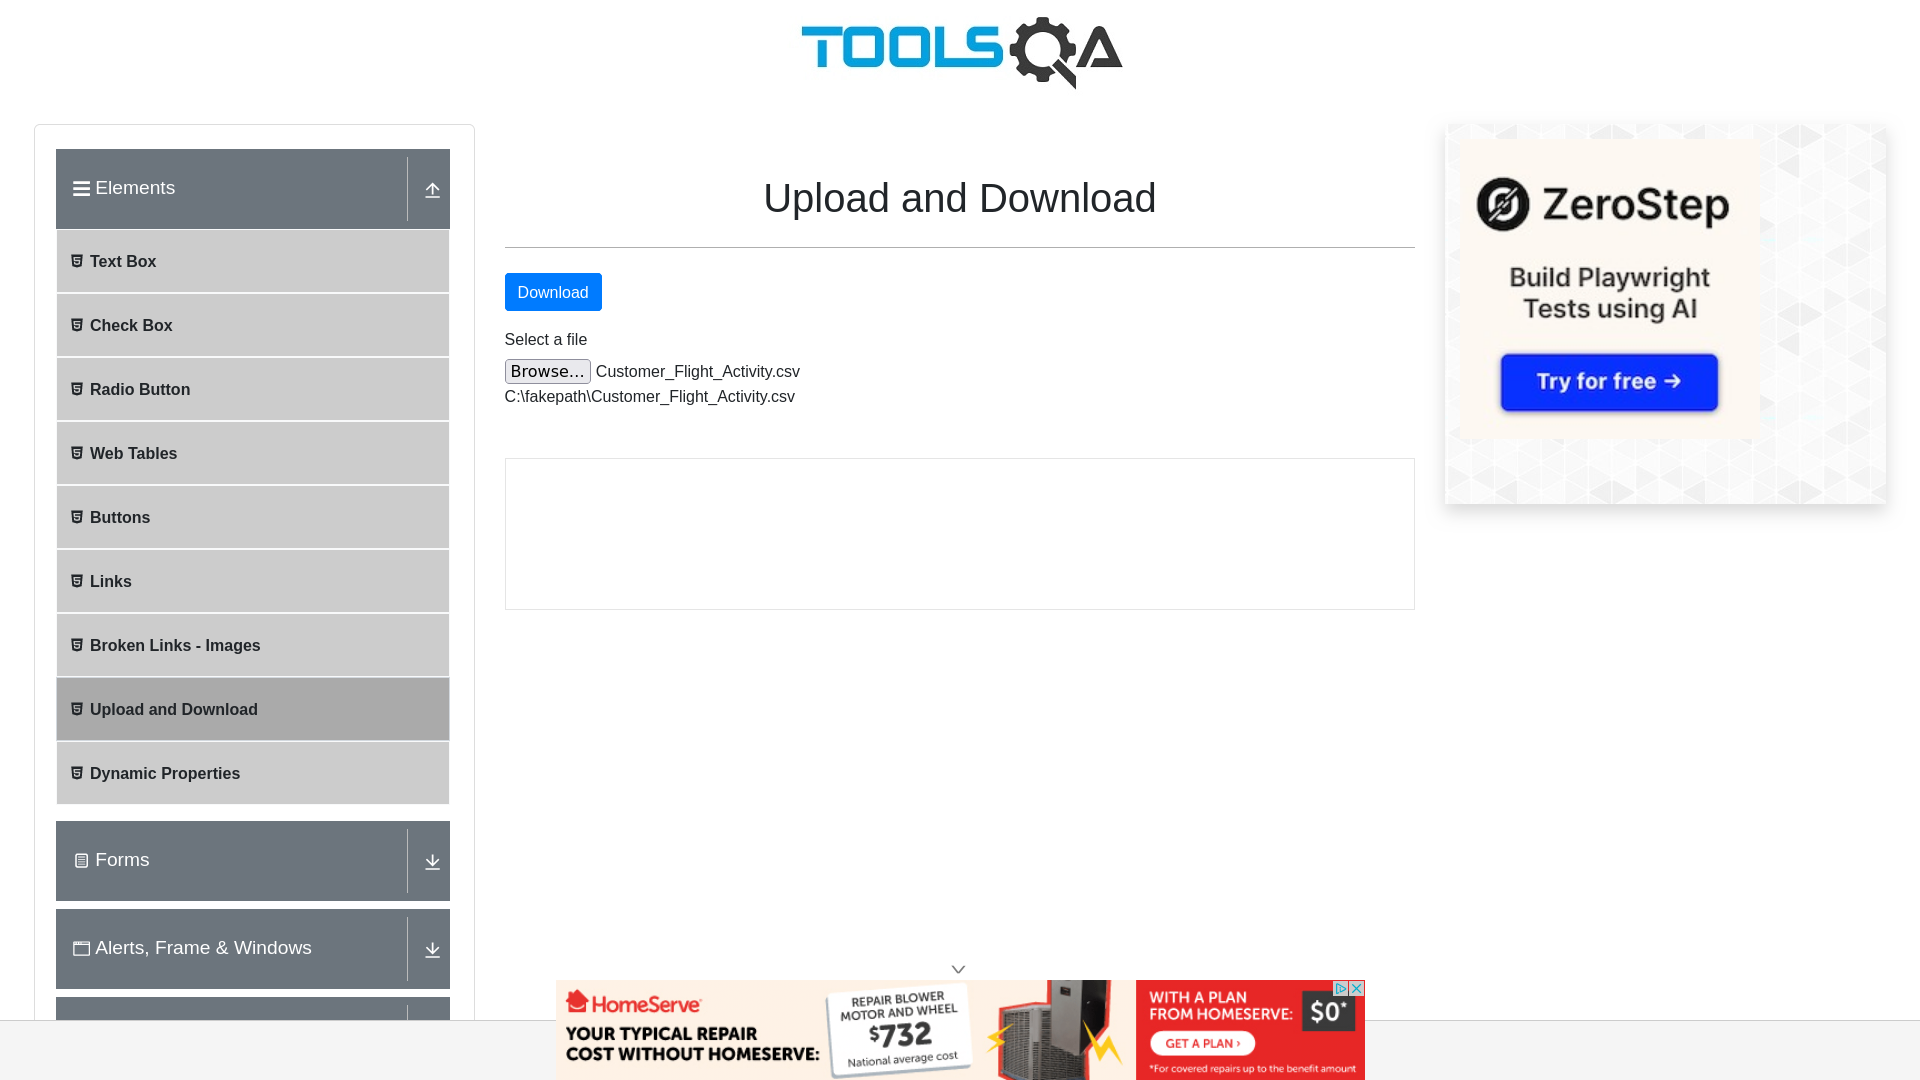 TOOLSQA
Elements
Text Box
Check Box
Radio Button
Web Tables
Buttons
Links
Broken Links - Images
Upload and Download
Dynamic Properties
Forms
Alerts, Frame & Windows
Upload and Download
Download
Select a file
Browse... Customer_Flight_Activity.csv
C:\fakepath\Customer_Flight_Activity.csv
ZeroStep
Build Playwright
Tests using AI
Try for free →
HomeServe
YOUR TYPICAL REPAIR
COST WITHOUT HOMESERVE:
REPAIR BLOWER
MOTOR AND WHEEL
$732
National average cost
WITH A PLAN
FROM HOMESERVE:
$0*
GET A PLAN ›
*For covered repairs up to the benefit amount